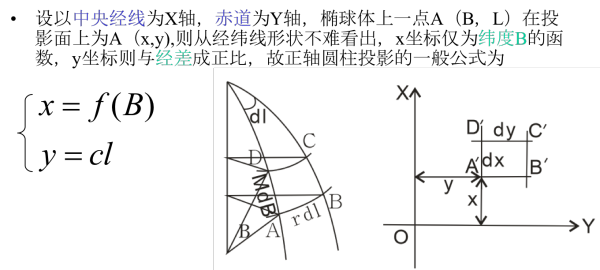 • 设以中央经线为X轴，赤道为Y轴，椭球体上一点A（B，L）在投
影面上为A（x,y),则从经纬线形状不难看出，x坐标仅为纬度B的函
数，y坐标则与经差成正比，故正轴圆柱投影的一般公式为
x = f(B)
y = cl
dl
C
D
MdB
B
B
A
rdl
X
D′ dy C′
A′ dx B′
y
x
O
Y